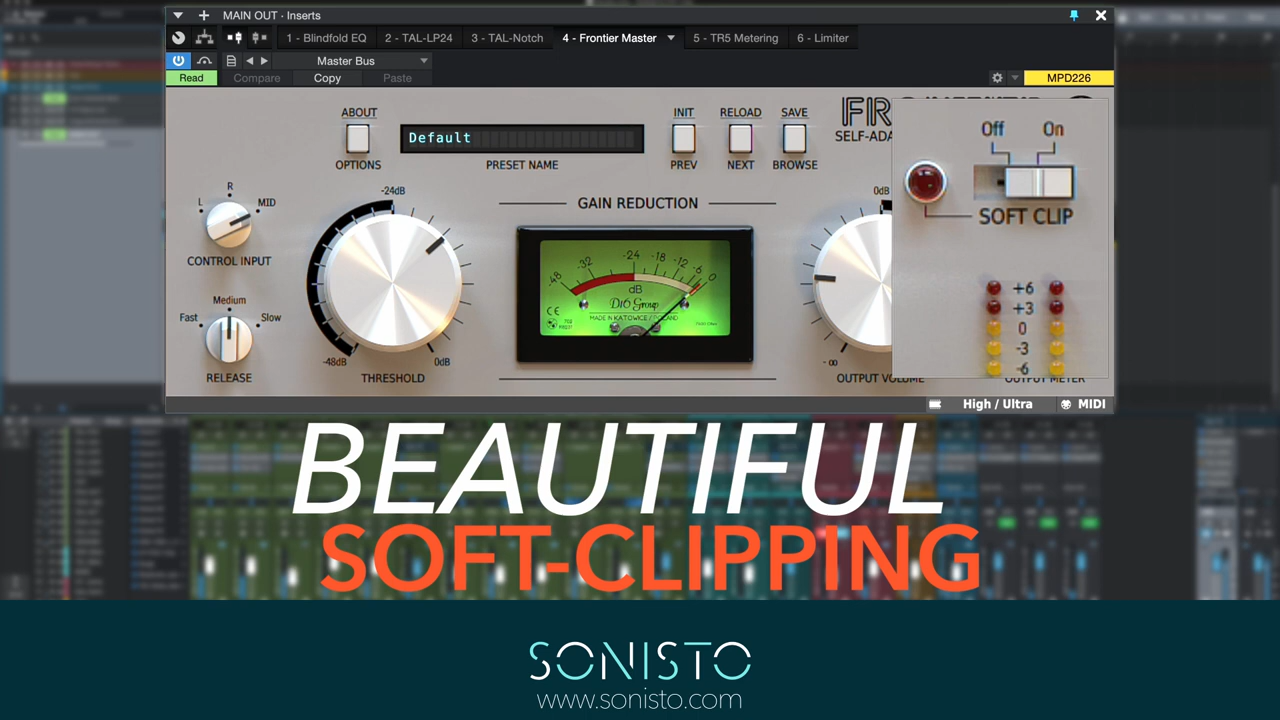 MAIN OUT · Inserts
1 - Blindfold EQ 2 - TAL-LP24 3 - TAL-Notch 4 - Frontier Master 5 - TR5 Metering 6 - Limiter
Master Bus
Read Compare Copy Paste MPD226
ABOUT
OPTIONS
Default
PRESET NAME
INIT RELOAD SAVE
PREV NEXT BROWSE
SELF-ADA
Off On
SOFT CLIP
L R MID
CONTROL INPUT
-24dB
-48dB 0dB
THRESHOLD
GAIN REDUCTION
-48 -32 -24 -18 -12 -6 0
dB
D16 Group
MADE IN KATOWICE / POLAND
0dB
- ∞
OUTPUT VOLUME
Fast Medium Slow
RELEASE
+6
+3
0
-3
-6
OUTPUT METER
High / Ultra MIDI
BEAUTIFUL
SOFT-CLIPPING
SONISTO
www.sonisto.com